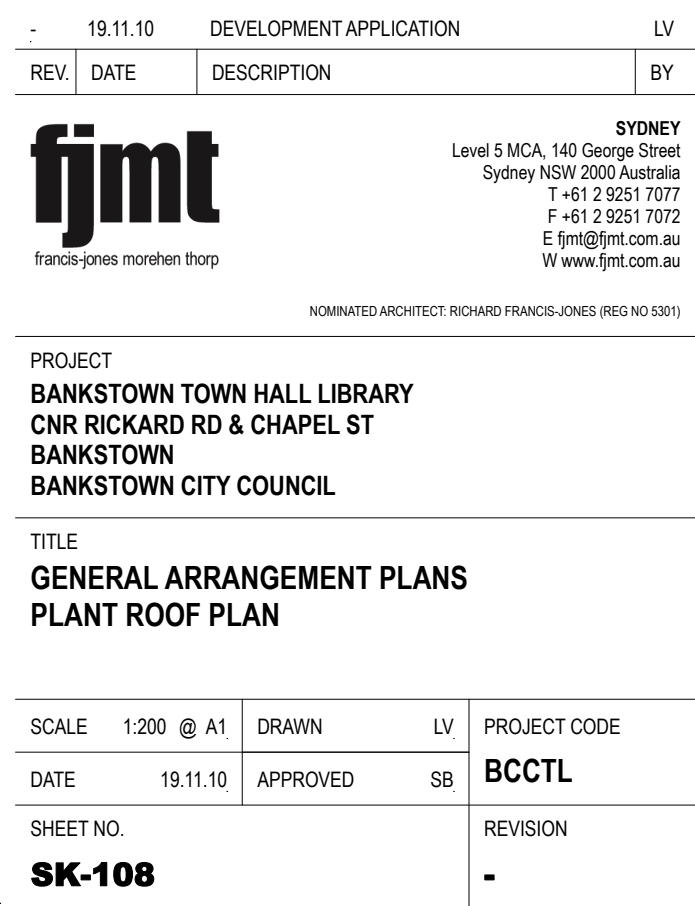 - 19.11.10 DEVELOPMENT APPLICATION LV
REV. DATE DESCRIPTION BY
fjmt
francis-jones morehen thorp
SYDNEY
Level 5 MCA, 140 George Street
Sydney NSW 2000 Australia
T +61 2 9251 7077
F +61 2 9251 7072
E fjmt@fjmt.com.au
W www.fjmt.com.au
NOMINATED ARCHITECT: RICHARD FRANCIS-JONES (REG NO 5301)
PROJECT
BANKSTOWN TOWN HALL LIBRARY
CNR RICKARD RD & CHAPEL ST
BANKSTOWN
BANKSTOWN CITY COUNCIL
TITLE
GENERAL ARRANGEMENT PLANS
PLANT ROOF PLAN
SCALE 1:200 @ A1
DRAWN LV
PROJECT CODE
BCCTL
DATE 19.11.10
APPROVED SB
SHEET NO.
SK-108
REVISION
-